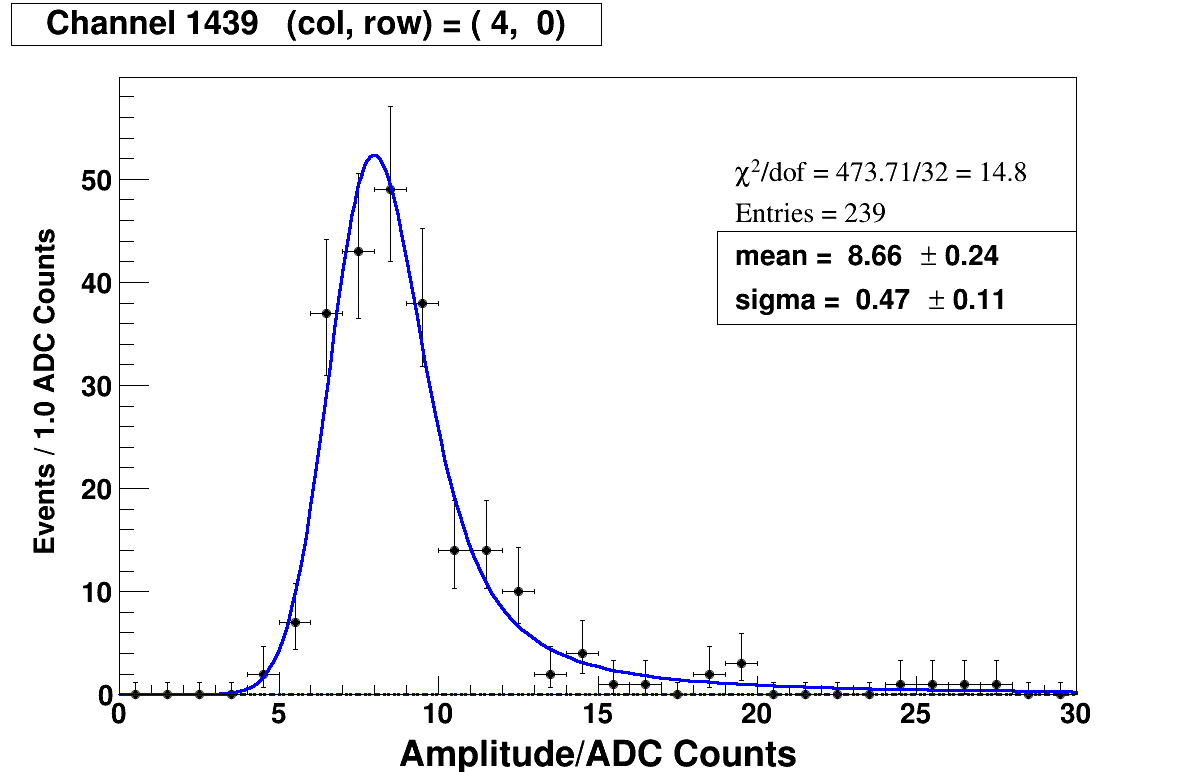 Channel 1439 (col, row) = ( 4, 0)
χ²/dof = 473.71/32 = 14.8
Entries = 239
mean = 8.66 ± 0.24
sigma = 0.47 ± 0.11
Events / 1.0 ADC Counts
50
40
30
20
10
0
0 5 10 15 20 25 30
Amplitude/ADC Counts